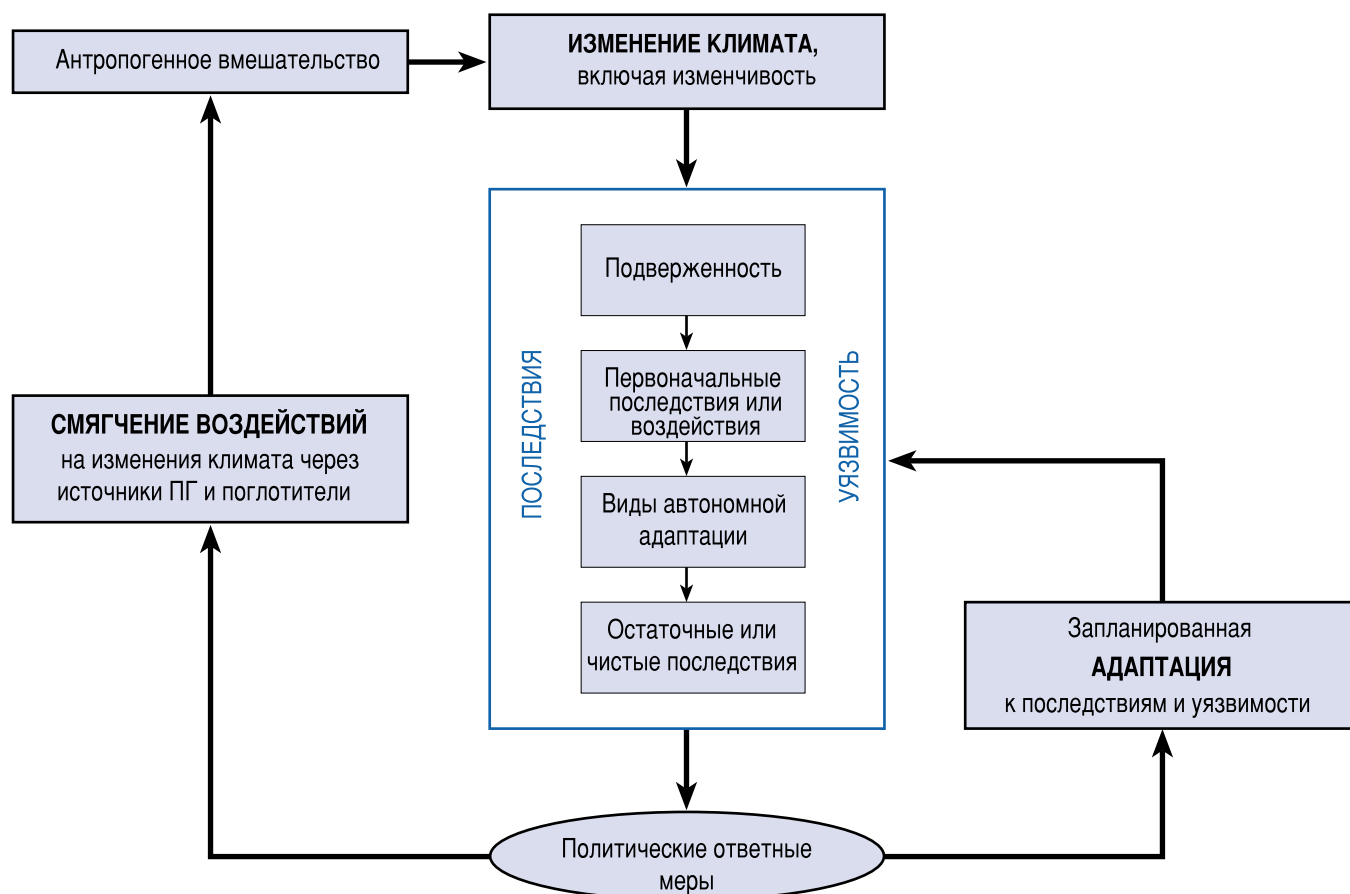 Антропогенное вмешательство
ИЗМЕНЕНИЕ КЛИМАТА,
включая изменчивость
Подверженность
Первоначальные
последствия или
воздействия
Виды автономной
адаптации
Остаточные или
чистые последствия
ПОСЛЕДСТВИЯ
УЯЗВИМОСТЬ
СМЯГЧЕНИЕ ВОЗДЕЙСТВИЙ
на изменения климата через
источники ПГ и поглотители
Запланированная
АДАПТАЦИЯ
к последствиям и уязвимости
Политические ответные
меры